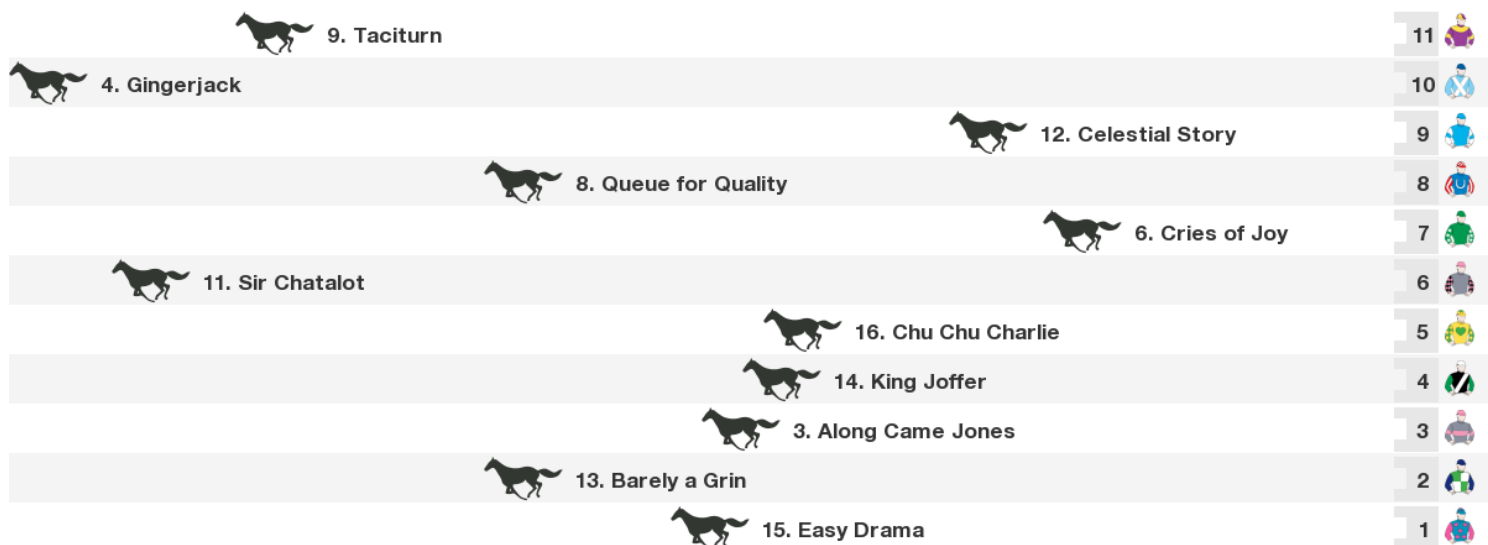 9. Taciturn 11
4. Gingerjack 10
12. Celestial Story 9
8. Queue for Quality 8
6. Cries of Joy 7
11. Sir Chatalot 6
16. Chu Chu Charlie 5
14. King Joffer 4
3. Along Came Jones 3
13. Barely a Grin 2
15. Easy Drama 1